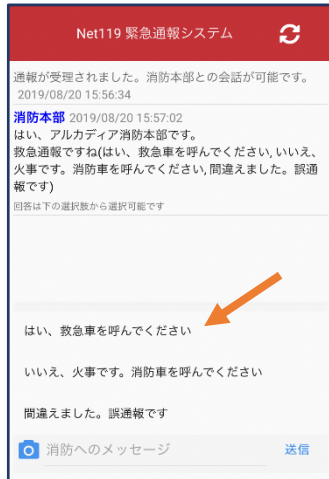 Net119 緊急通報システム
通報が受理されました。消防本部との会話が可能です。
2019/08/20 15:56:34
消防本部 2019/08/20 15:57:02
はい、アルカディア消防本部です。
救急通報ですね(はい、救急車を呼んでください, いいえ、
火事です。消防車を呼んでください, 間違えました。誤通
報です)
回答は下の選択肢から選択可能です
はい、救急車を呼んでください
いいえ、火事です。消防車を呼んでください
間違えました。誤通報です
消防へのメッセージ
送信